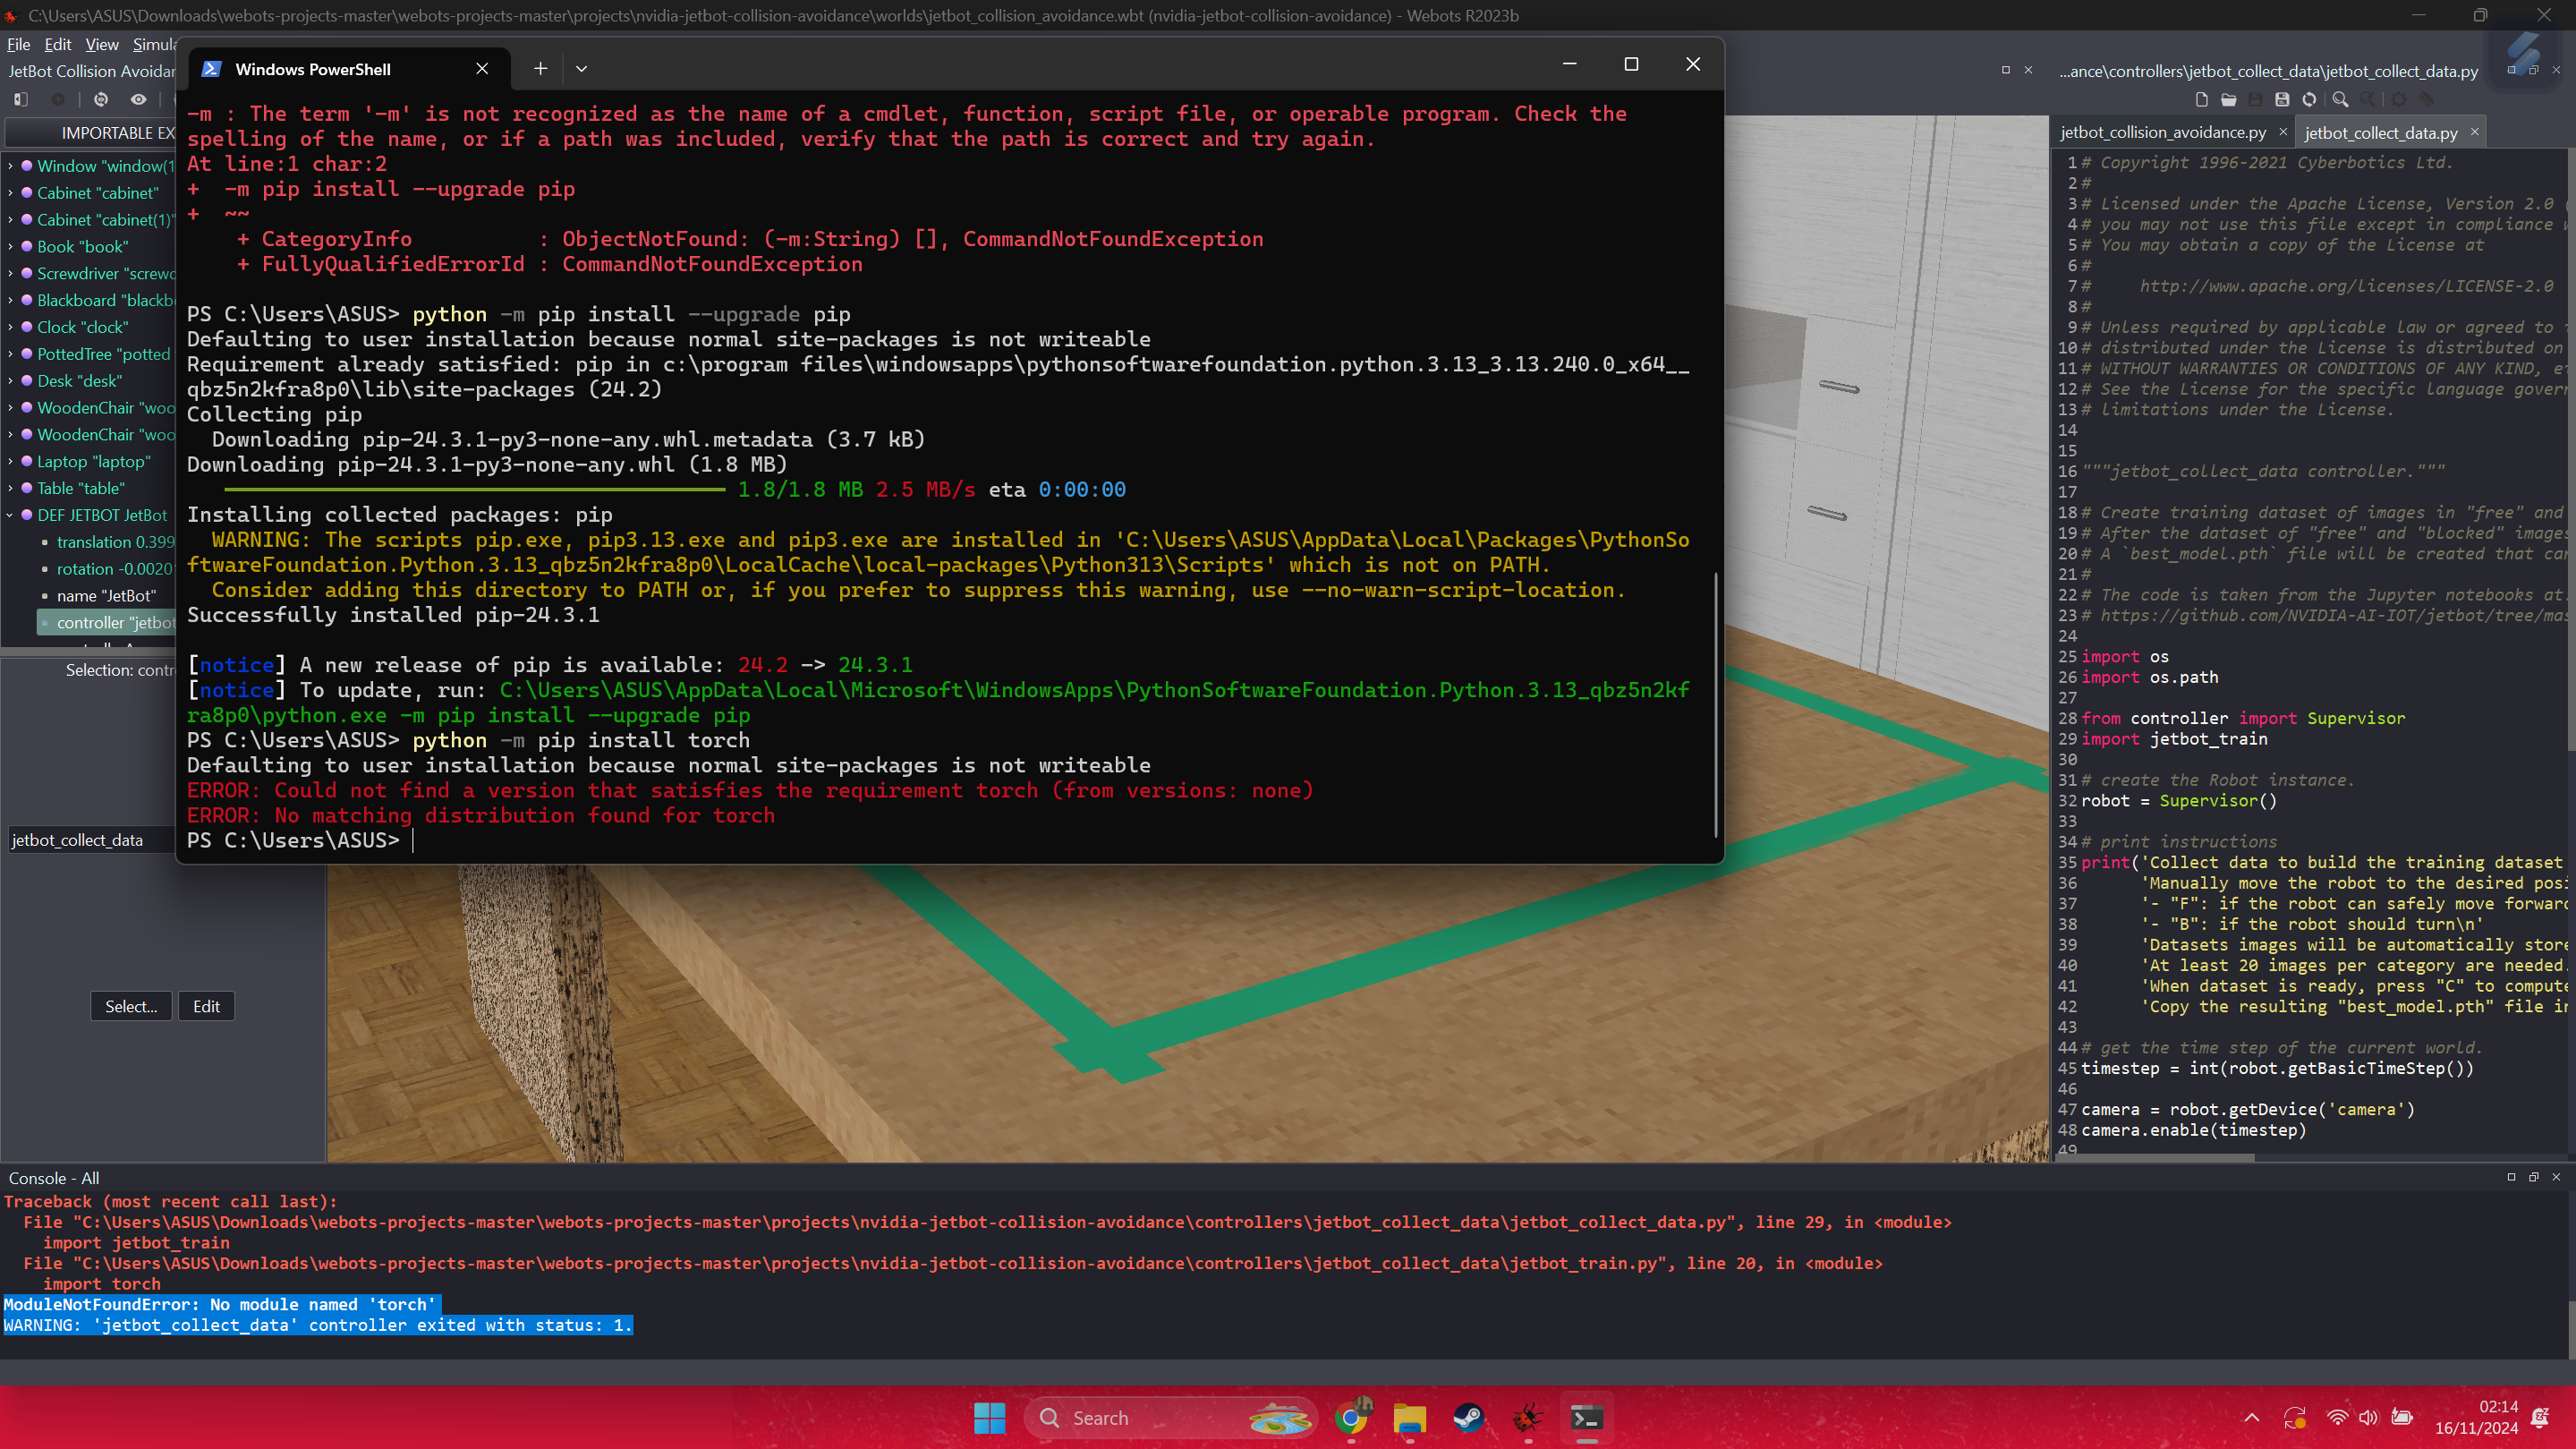 C:\Users\ASUS\Downloads\webots-projects-master\webots-projects-master\projects\nvidia-jetbot-collision-avoidance\worlds\jetbot_collision_avoidance.wbt (nvidia-jetbot-collision-avoidance) - Webots R2023b
File Edit View Simula
JetBot Collision Avoidar
IMPORTABLE EX
Window "window(1
Cabinet "cabinet"
Cabinet "cabinet(1)"
Book "book"
Screwdriver "screwd
Blackboard "blackbo
Clock "clock"
PottedTree "potted
Desk "desk"
WoodenChair "woo
WoodenChair "woo
Laptop "laptop"
Table "table"
DEF JETBOT JetBot
translation 0.399
rotation -0.0020
name "JetBot"
controller "jetbot
Selection: contr
jetbot_collect_data
Select... Edit
Windows PowerShell
-m : The term '-m' is not recognized as the name of a cmdlet, function, script file, or operable program. Check the
spelling of the name, or if a path was included, verify that the path is correct and try again.
At line:1 char:2
+  -m pip install --upgrade pip
+  ~~
    + CategoryInfo          : ObjectNotFound: (-m:String) [], CommandNotFoundException
    + FullyQualifiedErrorId : CommandNotFoundException
PS C:\Users\ASUS> python -m pip install --upgrade pip
Defaulting to user installation because normal site-packages is not writeable
Requirement already satisfied: pip in c:\program files\windowsapps\pythonsoftwarefoundation.python.3.13_3.13.240.0_x64__
qbz5n2kfra8p0\lib\site-packages (24.2)
Collecting pip
  Downloading pip-24.3.1-py3-none-any.whl.metadata (3.7 kB)
Downloading pip-24.3.1-py3-none-any.whl (1.8 MB)
1.8/1.8 MB 2.5 MB/s eta 0:00:00
Installing collected packages: pip
  WARNING: The scripts pip.exe, pip3.13.exe and pip3.exe are installed in 'C:\Users\ASUS\AppData\Local\Packages\PythonSo
ftwareFoundation.Python.3.13_qbz5n2kfra8p0\LocalCache\local-packages\Python313\Scripts' which is not on PATH.
  Consider adding this directory to PATH or, if you prefer to suppress this warning, use --no-warn-script-location.
Successfully installed pip-24.3.1
[notice] A new release of pip is available: 24.2 -> 24.3.1
[notice] To update, run: C:\Users\ASUS\AppData\Local\Microsoft\WindowsApps\PythonSoftwareFoundation.Python.3.13_qbz5n2kf
ra8p0\python.exe -m pip install --upgrade pip
PS C:\Users\ASUS> python -m pip install torch
Defaulting to user installation because normal site-packages is not writeable
ERROR: Could not find a version that satisfies the requirement torch (from versions: none)
ERROR: No matching distribution found for torch
PS C:\Users\ASUS>
...ance\controllers\jetbot_collect_data\jetbot_collect_data.py
jetbot_collision_avoidance.py jetbot_collect_data.py
1 # Copyright 1996-2021 Cyberbotics Ltd.
2 #
3 # Licensed under the Apache License, Version 2.0 (
4 # you may not use this file except in compliance w
5 # You may obtain a copy of the License at
6 #
7 #     http://www.apache.org/licenses/LICENSE-2.0
8 #
9 # Unless required by applicable law or agreed to i
10 # distributed under the License is distributed on
11 # WITHOUT WARRANTIES OR CONDITIONS OF ANY KIND, ei
12 # See the License for the specific language govern
13 # limitations under the License.
14
15
16 """jetbot_collect_data controller."""
17
18 # Create training dataset of images in "free" and
19 # After the dataset of "free" and "blocked" images
20 # A `best_model.pth` file will be created that can
21 #
22 # The code is taken from the Jupyter notebooks at:
23 # https://github.com/NVIDIA-AI-IOT/jetbot/tree/mas
24
25 import os
26 import os.path
27
28 from controller import Supervisor
29 import jetbot_train
30
31 # create the Robot instance.
32 robot = Supervisor()
33
34 # print instructions
35 print('Collect data to build the training dataset
36       'Manually move the robot to the desired posi
37       '- "F": if the robot can safely move forward
38       '- "B": if the robot should turn\n'
39       'Datasets images will be automatically store
40       'At least 20 images per category are needed.
41       'When dataset is ready, press "C" to compute
42       'Copy the resulting "best_model.pth" file in
43
44 # get the time step of the current world.
45 timestep = int(robot.getBasicTimeStep())
46
47 camera = robot.getDevice('camera')
48 camera.enable(timestep)
49
Console - All
Traceback (most recent call last):
  File "C:\Users\ASUS\Downloads\webots-projects-master\webots-projects-master\projects\nvidia-jetbot-collision-avoidance\controllers\jetbot_collect_data\jetbot_collect_data.py", line 29, in <module>
    import jetbot_train
  File "C:\Users\ASUS\Downloads\webots-projects-master\webots-projects-master\projects\nvidia-jetbot-collision-avoidance\controllers\jetbot_collect_data\jetbot_train.py", line 20, in <module>
    import torch
ModuleNotFoundError: No module named 'torch'
WARNING: 'jetbot_collect_data' controller exited with status: 1.
Search
02:14
16/11/2024